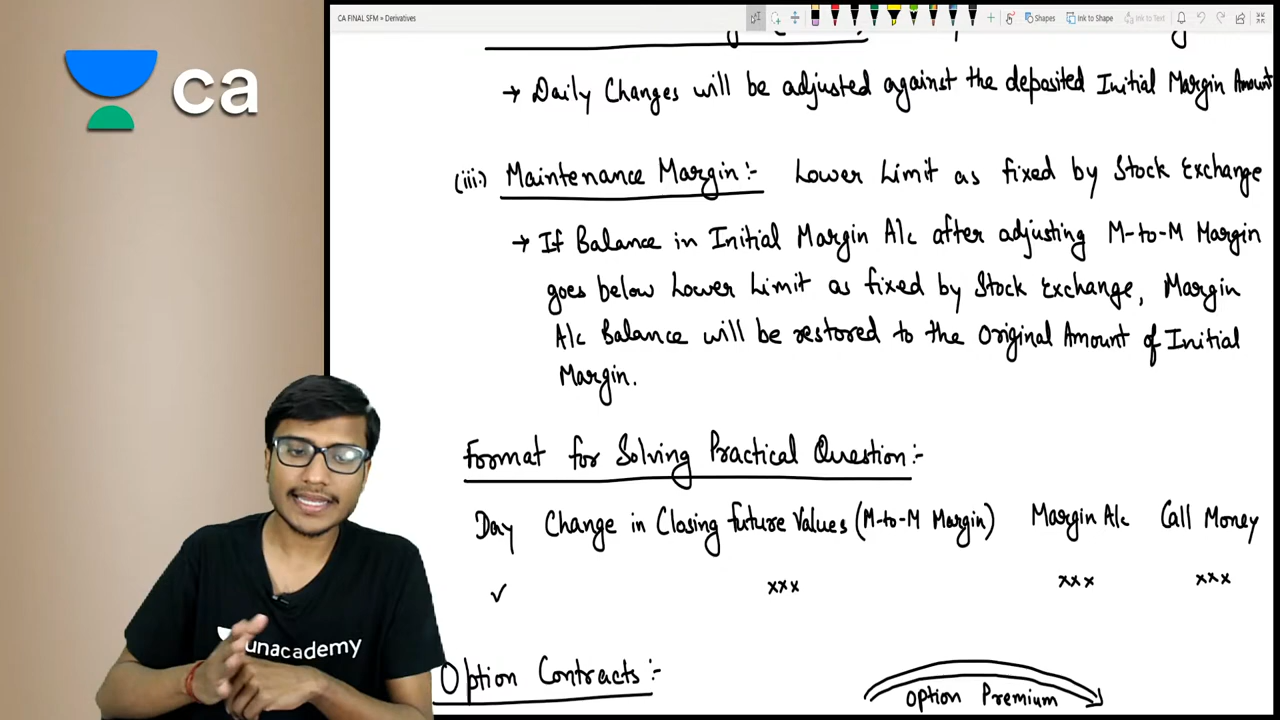 CA FINAL SFM > Derivatives
Shapes
Ink to Shape
Ink to Text
ca
→ Daily Changes will be adjusted against the deposited Initial Margin Amount
(iii) Maintenance Margin:- Lower Limit as fixed by Stock Exchange
→ If Balance in Initial Margin A/c after adjusting M-to-M Margin
goes below Lower Limit as fixed by Stock Exchange, Margin
A/c Balance will be restored to the Original Amount of Initial
Margin.
Format for Solving Practical Question:-
Day Change in Closing future Values (M-to-M Margin) Margin A/c Call Money
✓ xxx xxx xxx
unacademy
Option Contracts:-
Option Premium